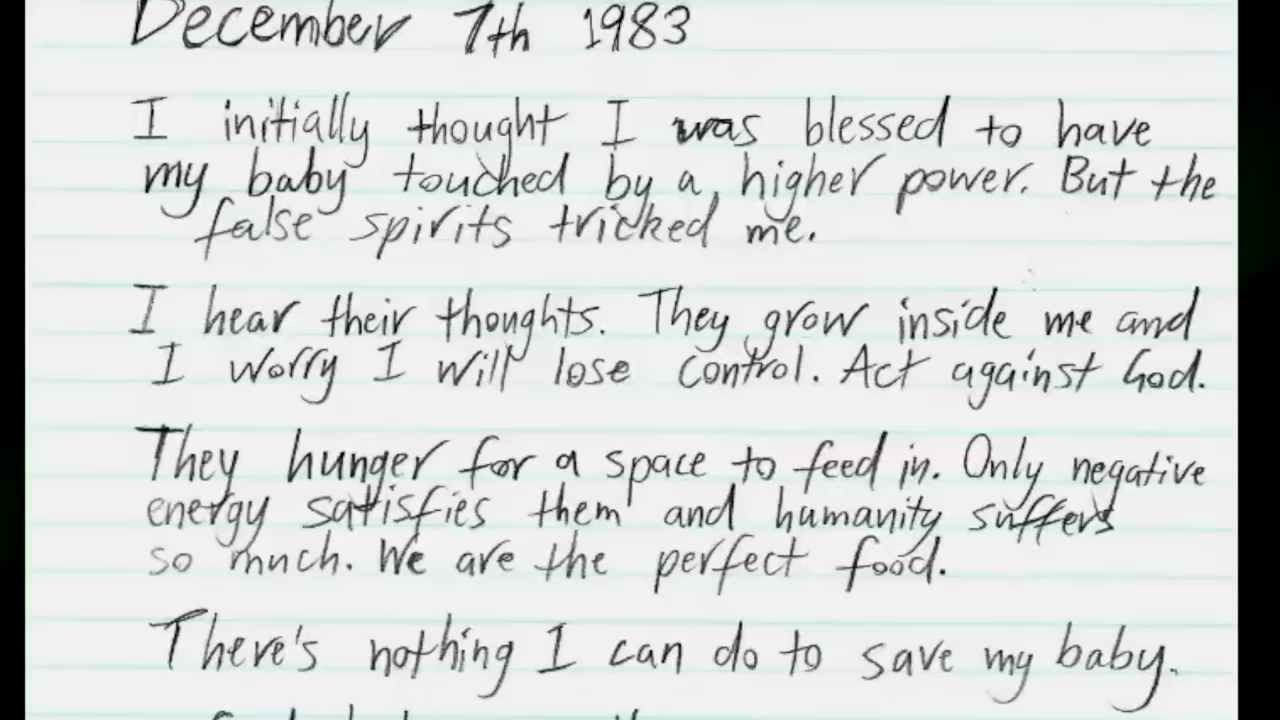 December 7th 1983
I initially thought I was blessed to have
my baby touched by a higher power. But the
false spirits tricked me.
I hear their thoughts. They grow inside me and
I worry I will lose control. Act against God.
They hunger for a space to feed in. Only negative
energy satisfies them and humanity suffers
so much. We are the perfect food.
There's nothing I can do to save my baby.